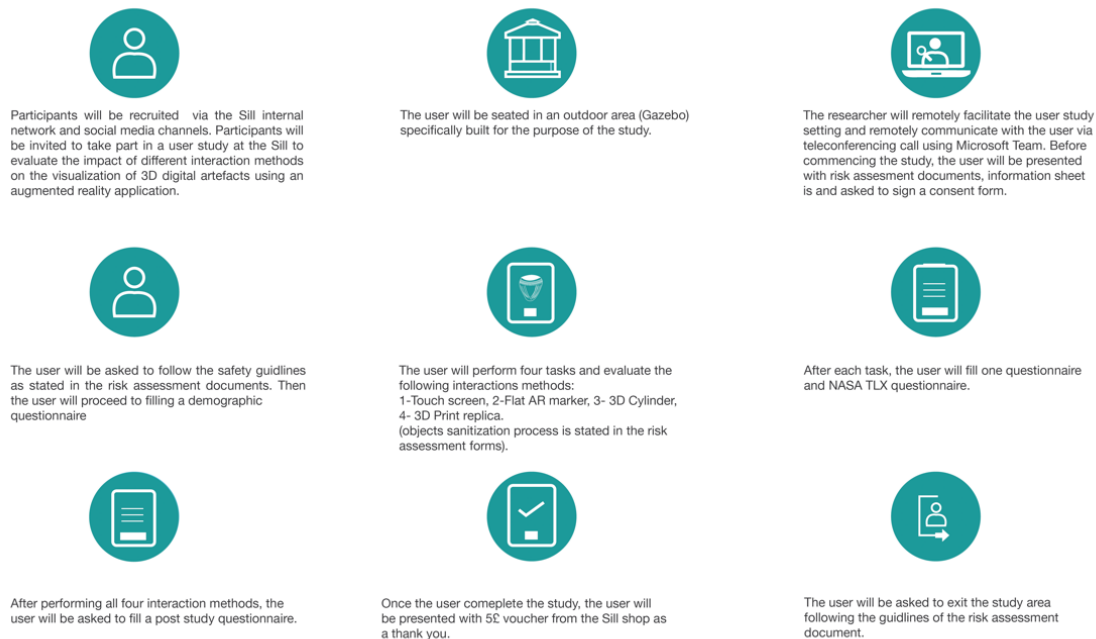 Participants will be recruited via the Sill internal
network and social media channels. Participants will
be invited to take part in a user study at the Sill to
evaluate the impact of different interaction methods
on the visualization of 3D digital artefacts using an
augmented reality application.
The user will be seated in an outdoor area (Gazebo)
specifically built for the purpose of the study.
The researcher will remotely facilitate the user study
setting and remotely communicate with the user via
teleconferencing call using Microsoft Team. Before
commencing the study, the user will be presented
with risk assesment documents, information sheet
is and asked to sign a consent form.
The user will be asked to follow the safety guidlines
as stated in the risk assessment documents. Then
the user will proceed to filling a demographic
questionnaire
The user will perform four tasks and evaluate the
following interactions methods:
1-Touch screen, 2-Flat AR marker, 3- 3D Cylinder,
4- 3D Print replica.
(objects sanitization process is stated in the risk
assessment forms).
After each task, the user will fill one questionnaire
and NASA TLX questionnaire.
After performing all four interaction methods, the
user will be asked to fill a post study questionnaire.
Once the user comeplete the study, the user will
be presented with 5£ voucher from the Sill shop as
a thank you.
The user will be asked to exit the study area
following the guidlines of the risk assessment
document.